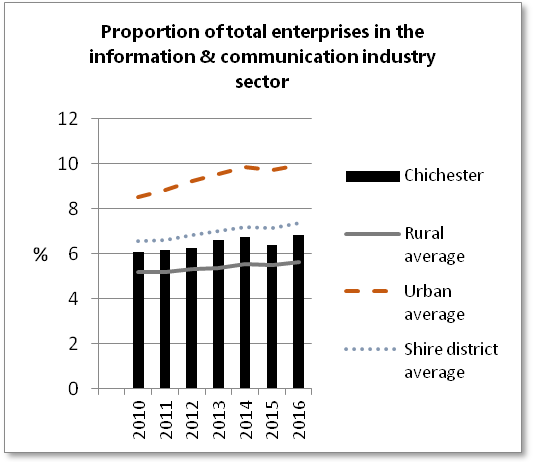 Proportion of total enterprises in the
information & communication industry
sector
12
10
8
6
4
2
0
%
2010
2011
2012
2013
2014
2015
2016
Chichester
Rural
average
Urban
average
Shire district
average